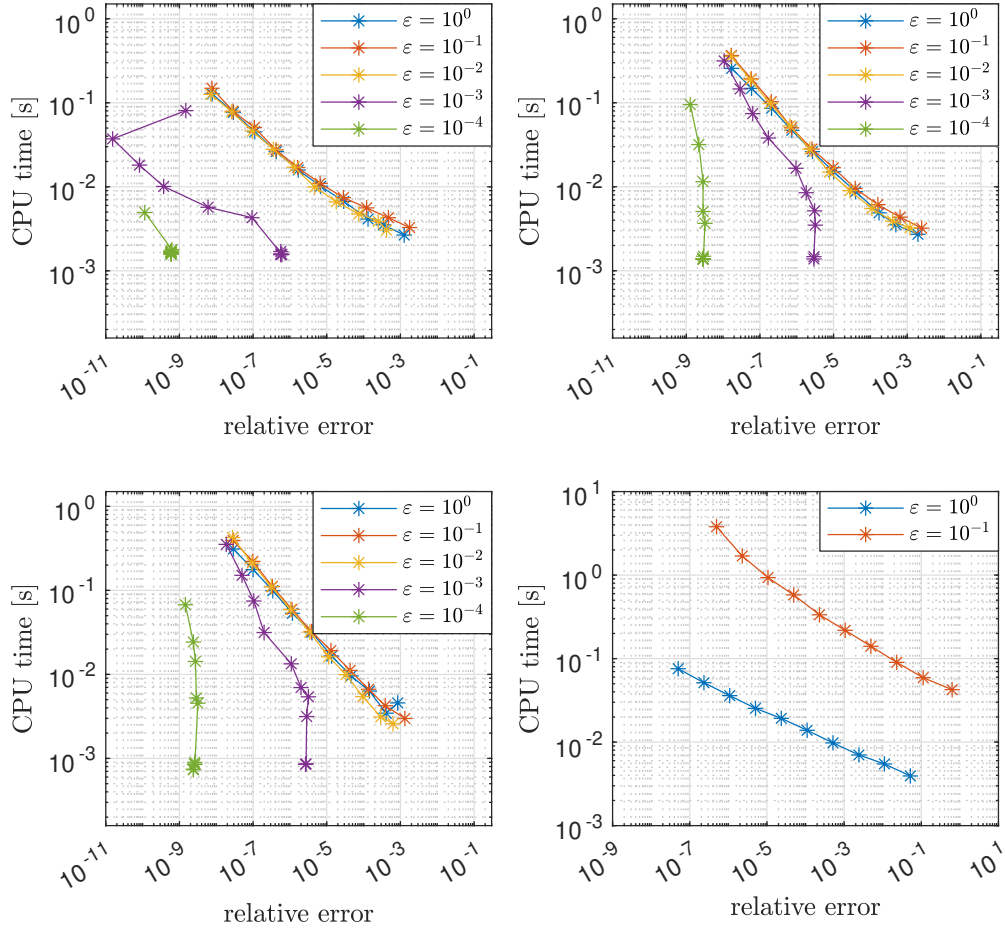 10^0
10^-1
10^-2
10^-3
CPU time [s]
ε = 10^0
ε = 10^-1
ε = 10^-2
ε = 10^-3
ε = 10^-4
10^-11
10^-9
10^-7
10^-5
10^-3
10^-1
relative error
10^0
10^-1
10^-2
10^-3
CPU time [s]
ε = 10^0
ε = 10^-1
ε = 10^-2
ε = 10^-3
ε = 10^-4
10^-11
10^-9
10^-7
10^-5
10^-3
10^-1
relative error
10^0
10^-1
10^-2
10^-3
CPU time [s]
ε = 10^0
ε = 10^-1
ε = 10^-2
ε = 10^-3
ε = 10^-4
10^-11
10^-9
10^-7
10^-5
10^-3
10^-1
relative error
10^1
10^0
10^-1
10^-2
10^-3
CPU time [s]
ε = 10^0
ε = 10^-1
10^-9
10^-7
10^-5
10^-3
10^-1
10^1
relative error